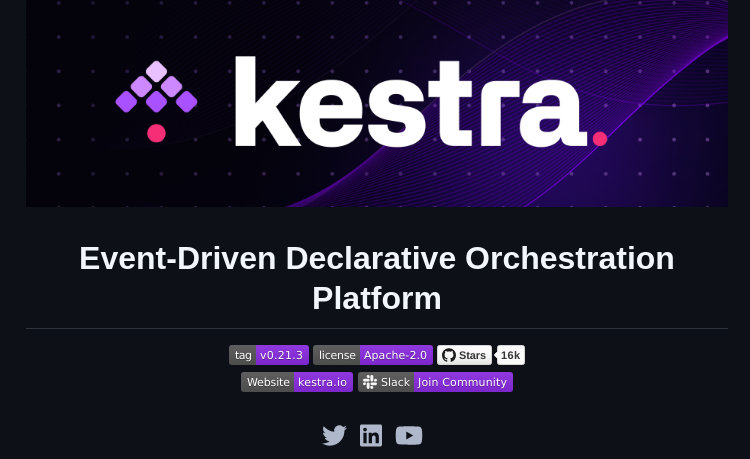 kestra.
Event-Driven Declarative Orchestration
Platform
tag v0.21.3 license Apache-2.0 Stars 16k
Website kestra.io Slack Join Community
in